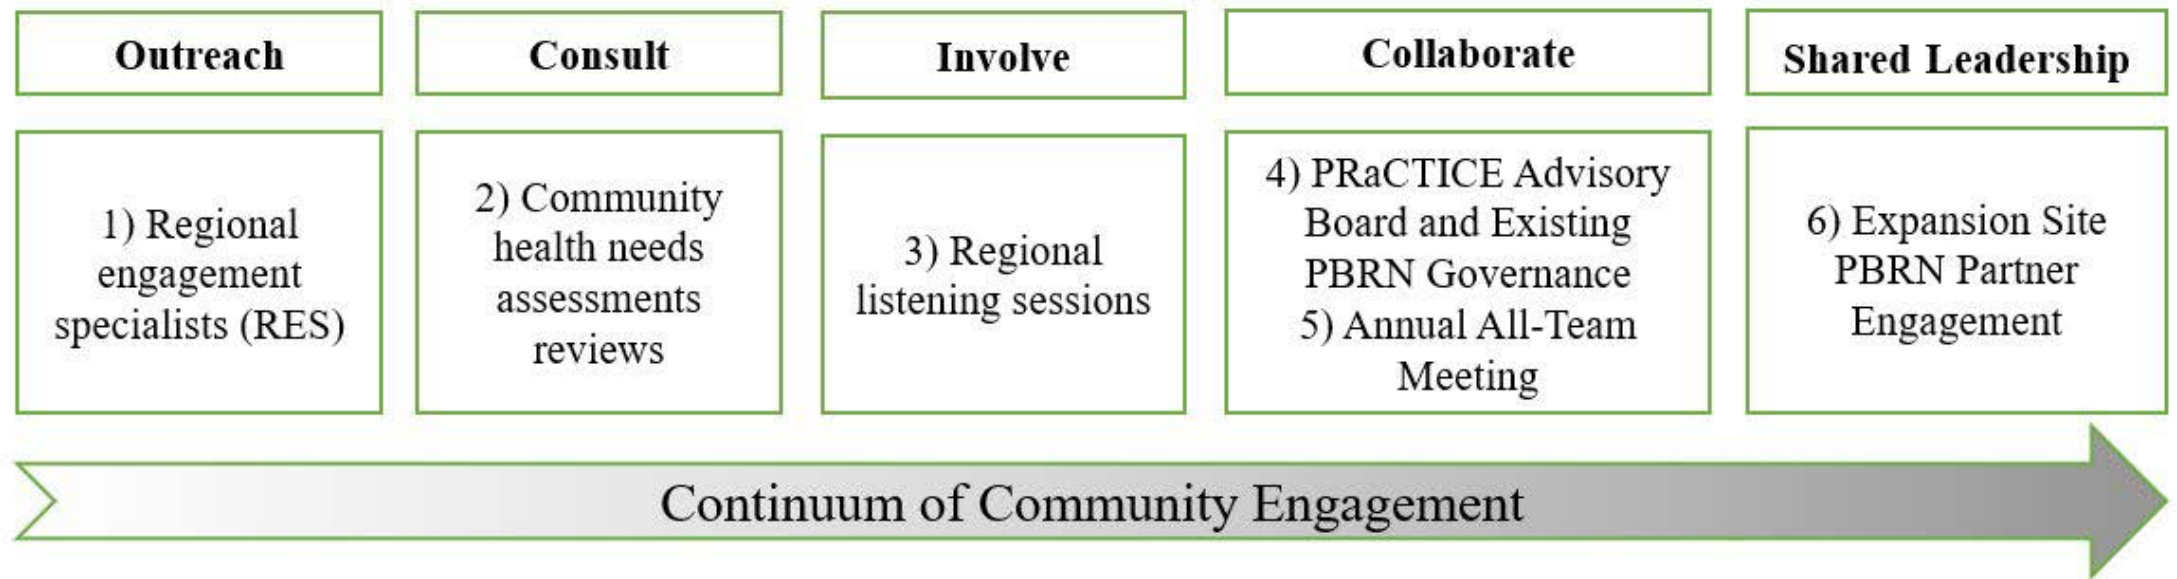 Outreach
Consult
Involve
Collaborate
Shared Leadership
1) Regional
engagement
specialists (RES)
2) Community
health needs
assessments
reviews
3) Regional
listening sessions
4) PRaCTICE Advisory
Board and Existing
PBRN Governance
5) Annual All-Team
Meeting
6) Expansion Site
PBRN Partner
Engagement
Continuum of Community Engagement